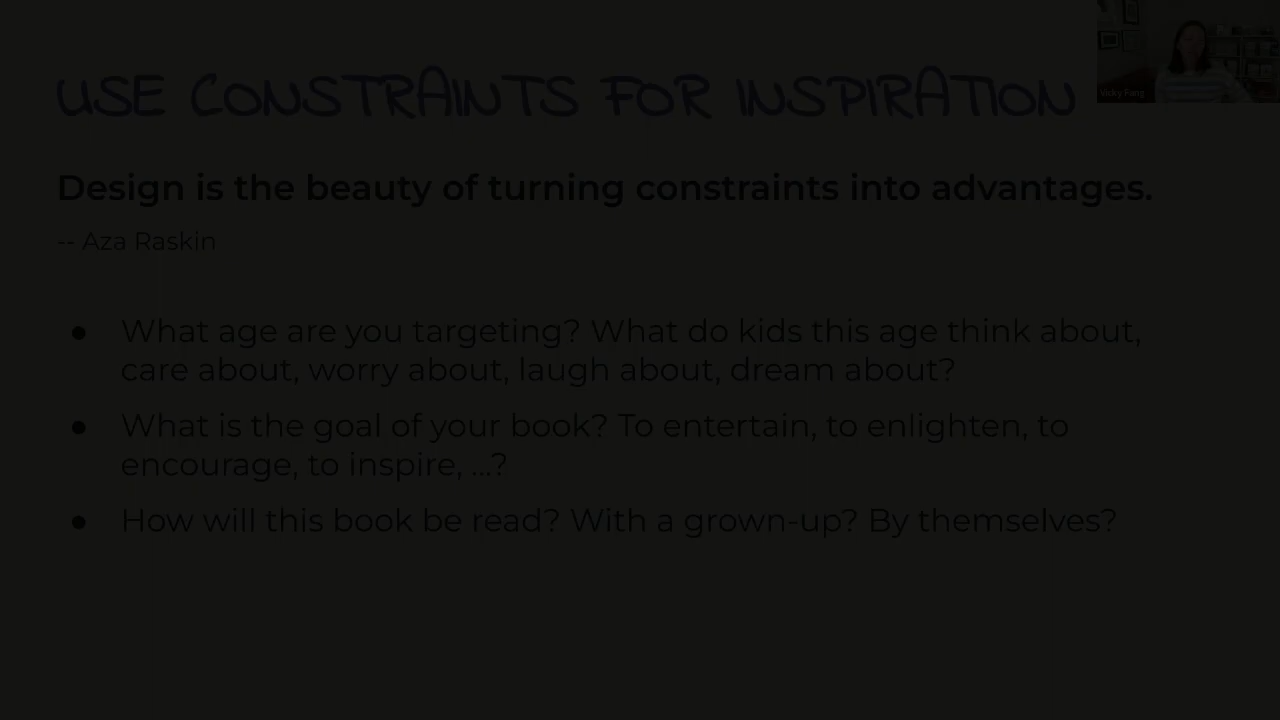 USE CONSTRAINTS FOR INSPIRATION
Vicky Fang
Design is the beauty of turning constraints into advantages.
-- Aza Raskin
● What age are you targeting? What do kids this age think about,
care about, worry about, laugh about, dream about?
● What is the goal of your book? To entertain, to enlighten, to
encourage, to inspire, ...?
● How will this book be read? With a grown-up? By themselves?